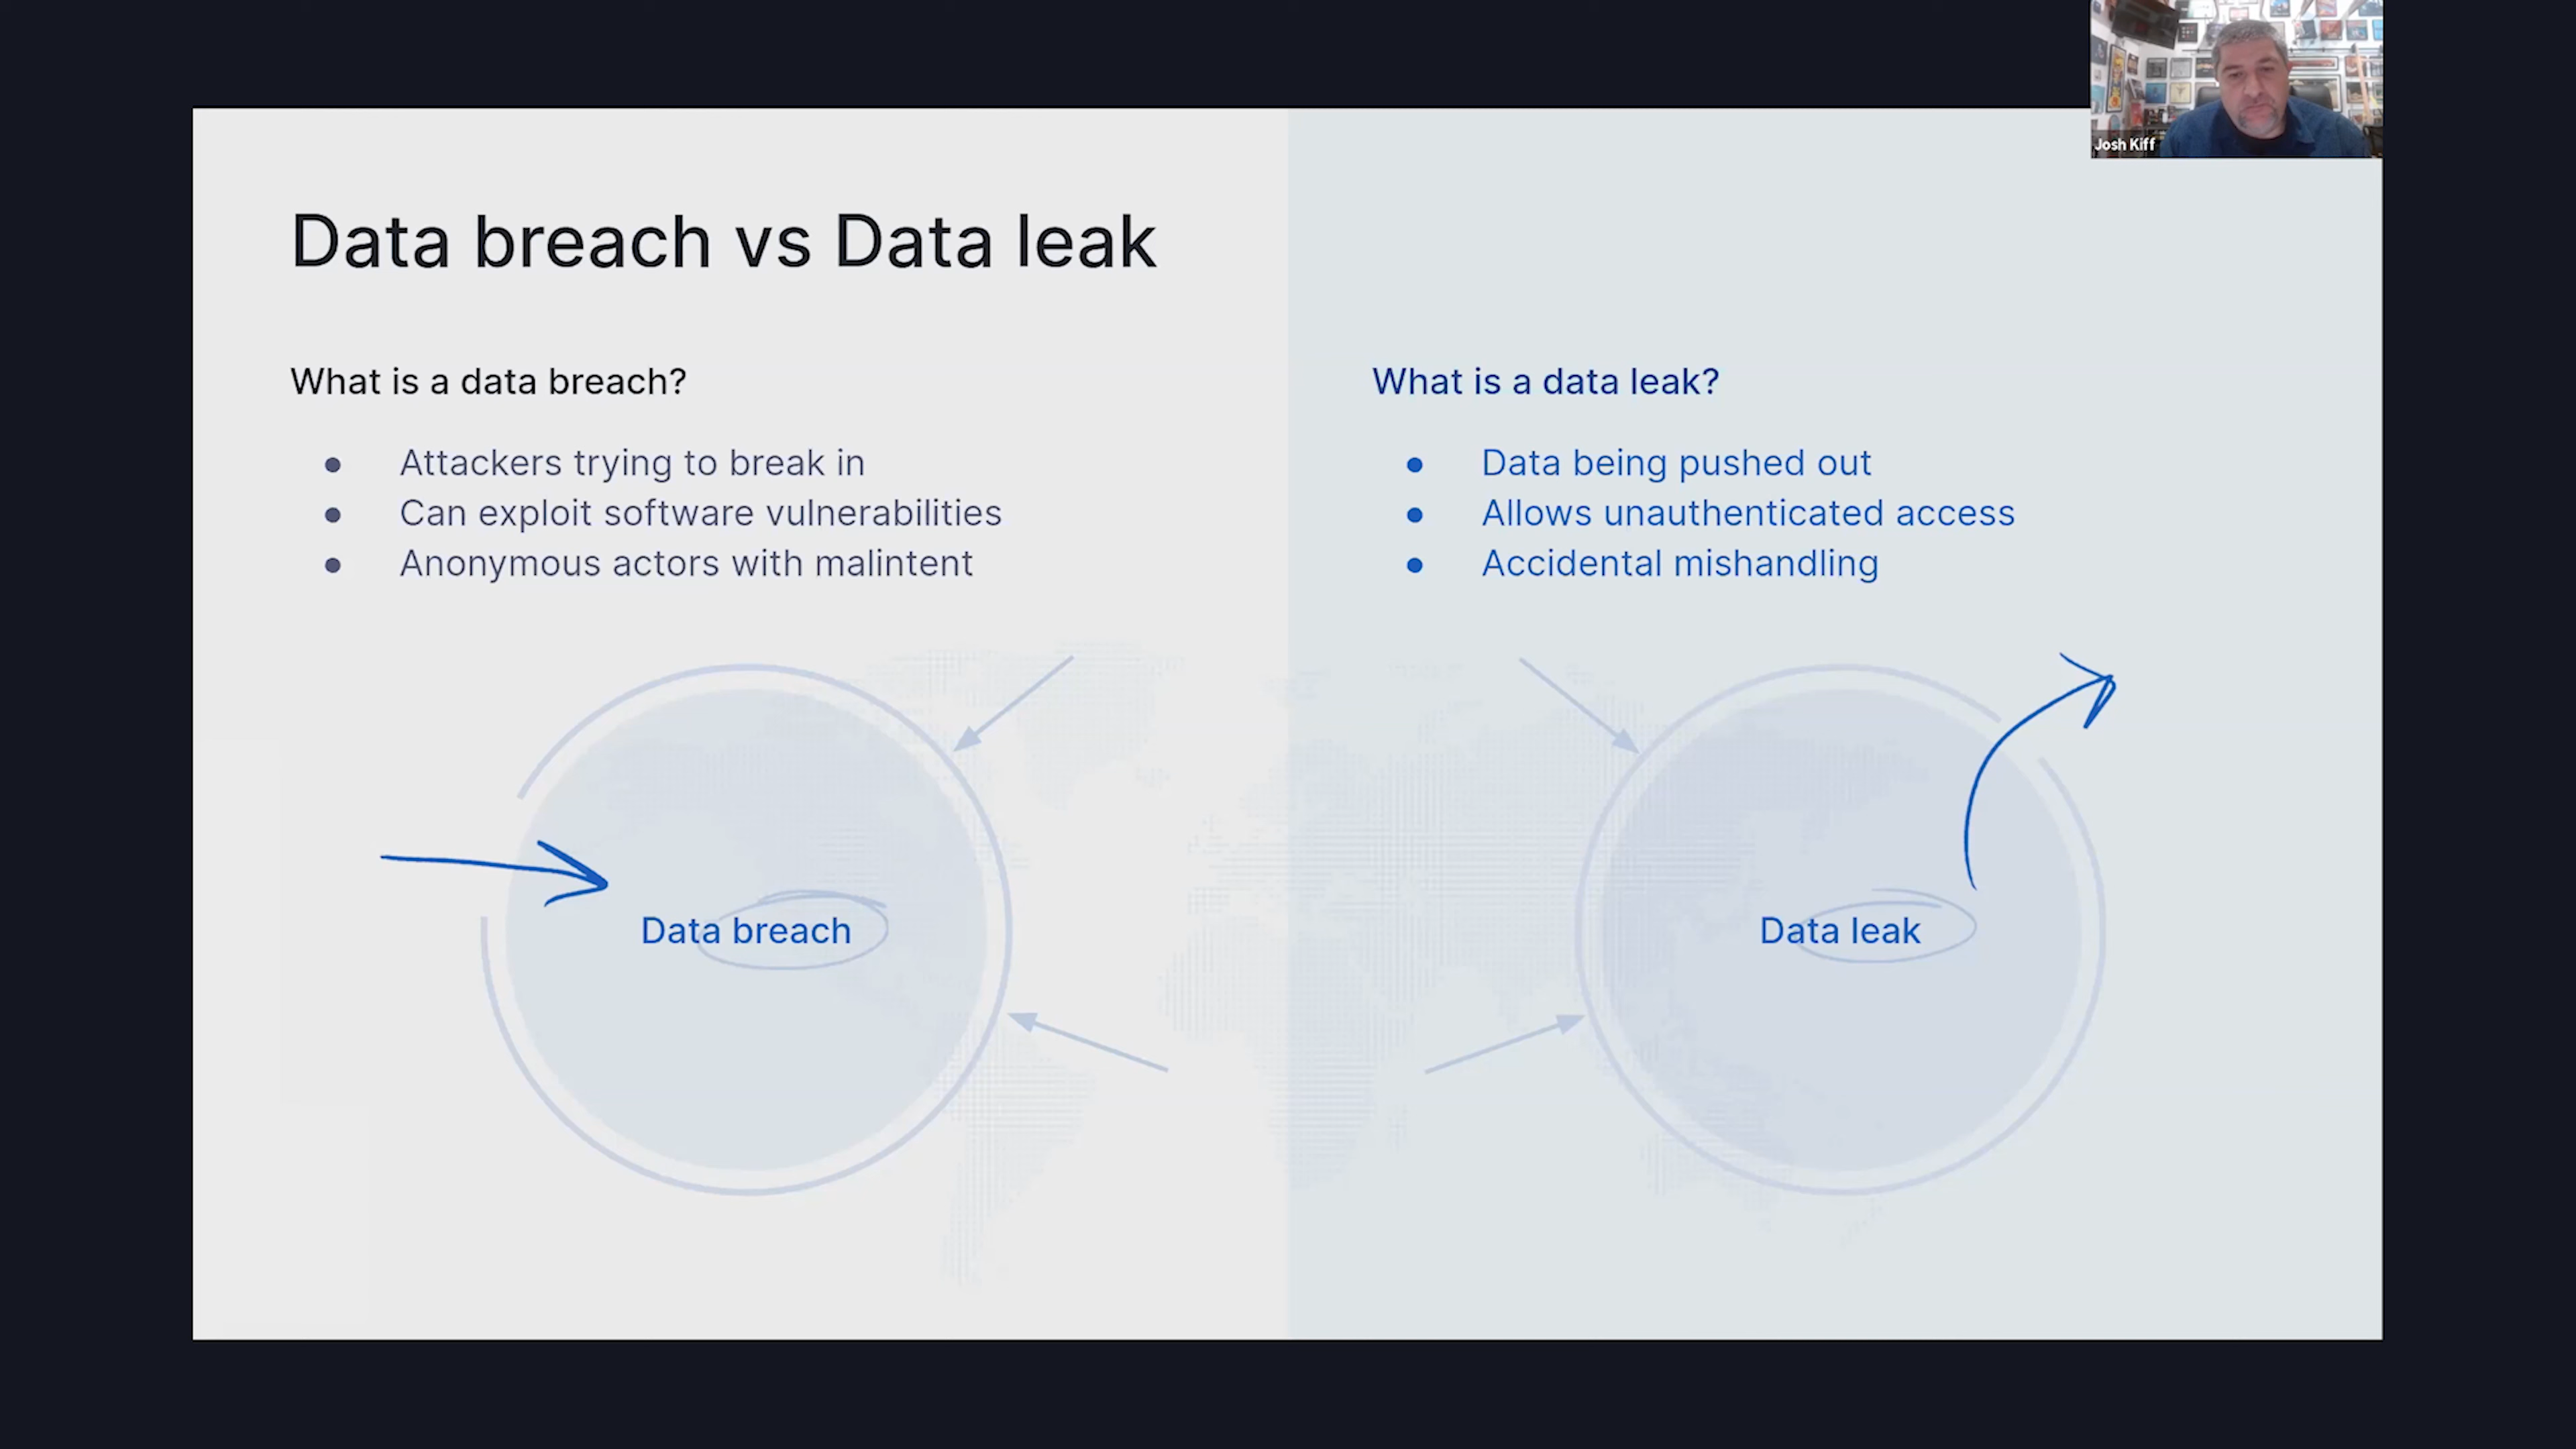 Josh Kiff
Data breach vs Data leak
What is a data breach?
● Attackers trying to break in
● Can exploit software vulnerabilities
● Anonymous actors with malintent
Data breach
What is a data leak?
● Data being pushed out
● Allows unauthenticated access
● Accidental mishandling
Data leak